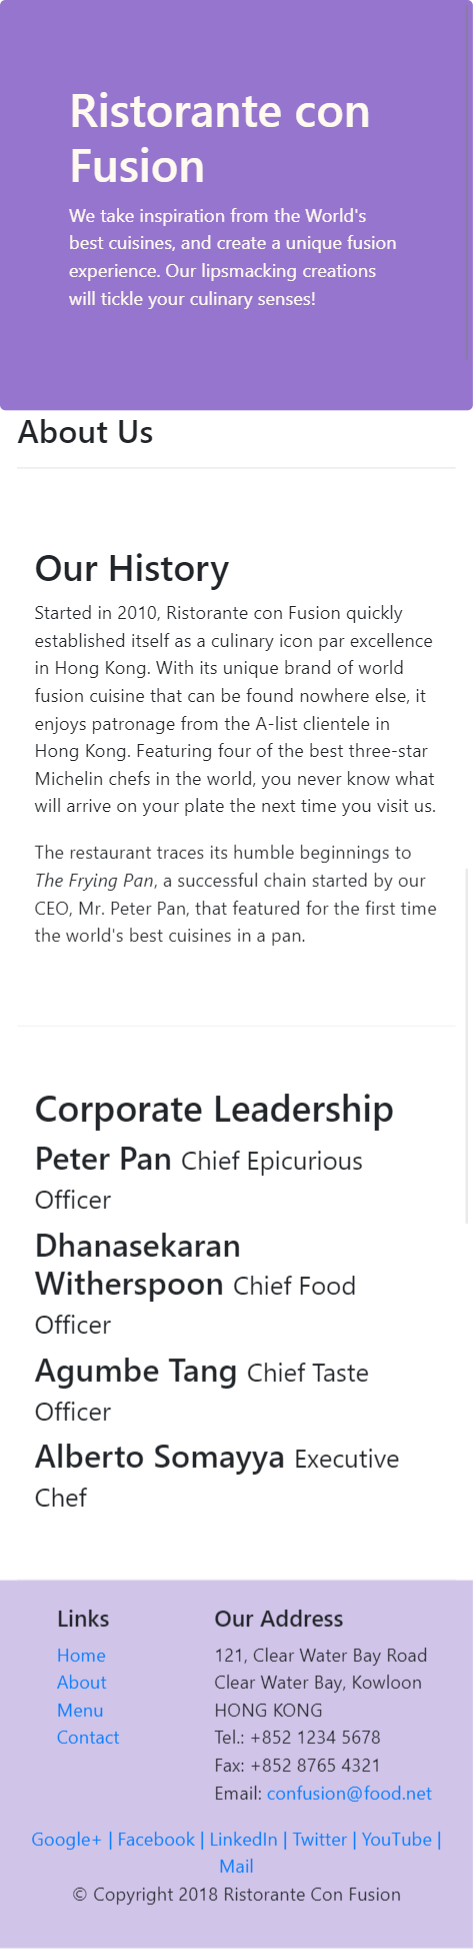 Ristorante con
Fusion
We take inspiration from the World's
best cuisines, and create a unique fusion
experience. Our lipsmacking creations
will tickle your culinary senses!
About Us
Our History
Started in 2010, Ristorante con Fusion quickly
established itself as a culinary icon par excellence
in Hong Kong. With its unique brand of world
fusion cuisine that can be found nowhere else, it
enjoys patronage from the A-list clientele in
Hong Kong. Featuring four of the best three-star
Michelin chefs in the world, you never know what
will arrive on your plate the next time you visit us.
The restaurant traces its humble beginnings to
The Frying Pan, a successful chain started by our
CEO, Mr. Peter Pan, that featured for the first time
the world's best cuisines in a pan.
Corporate Leadership
Peter Pan Chief Epicurious
Officer
Dhanasekaran
Witherspoon Chief Food
Officer
Agumbe Tang Chief Taste
Officer
Alberto Somayya Executive
Chef
Links
Home
About
Menu
Contact
Our Address
121, Clear Water Bay Road
Clear Water Bay, Kowloon
HONG KONG
Tel.: +852 1234 5678
Fax: +852 8765 4321
Email: confusion@food.net
Google+ | Facebook | LinkedIn | Twitter | YouTube |
Mail
© Copyright 2018 Ristorante Con Fusion